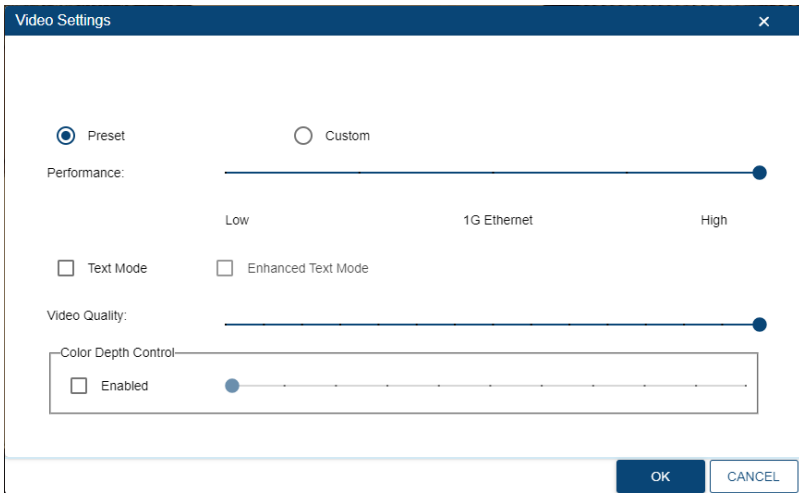 Video Settings
Preset Custom
Performance:
Low 1G Ethernet High
Text Mode Enhanced Text Mode
Video Quality:
Color Depth Control
Enabled
OK CANCEL